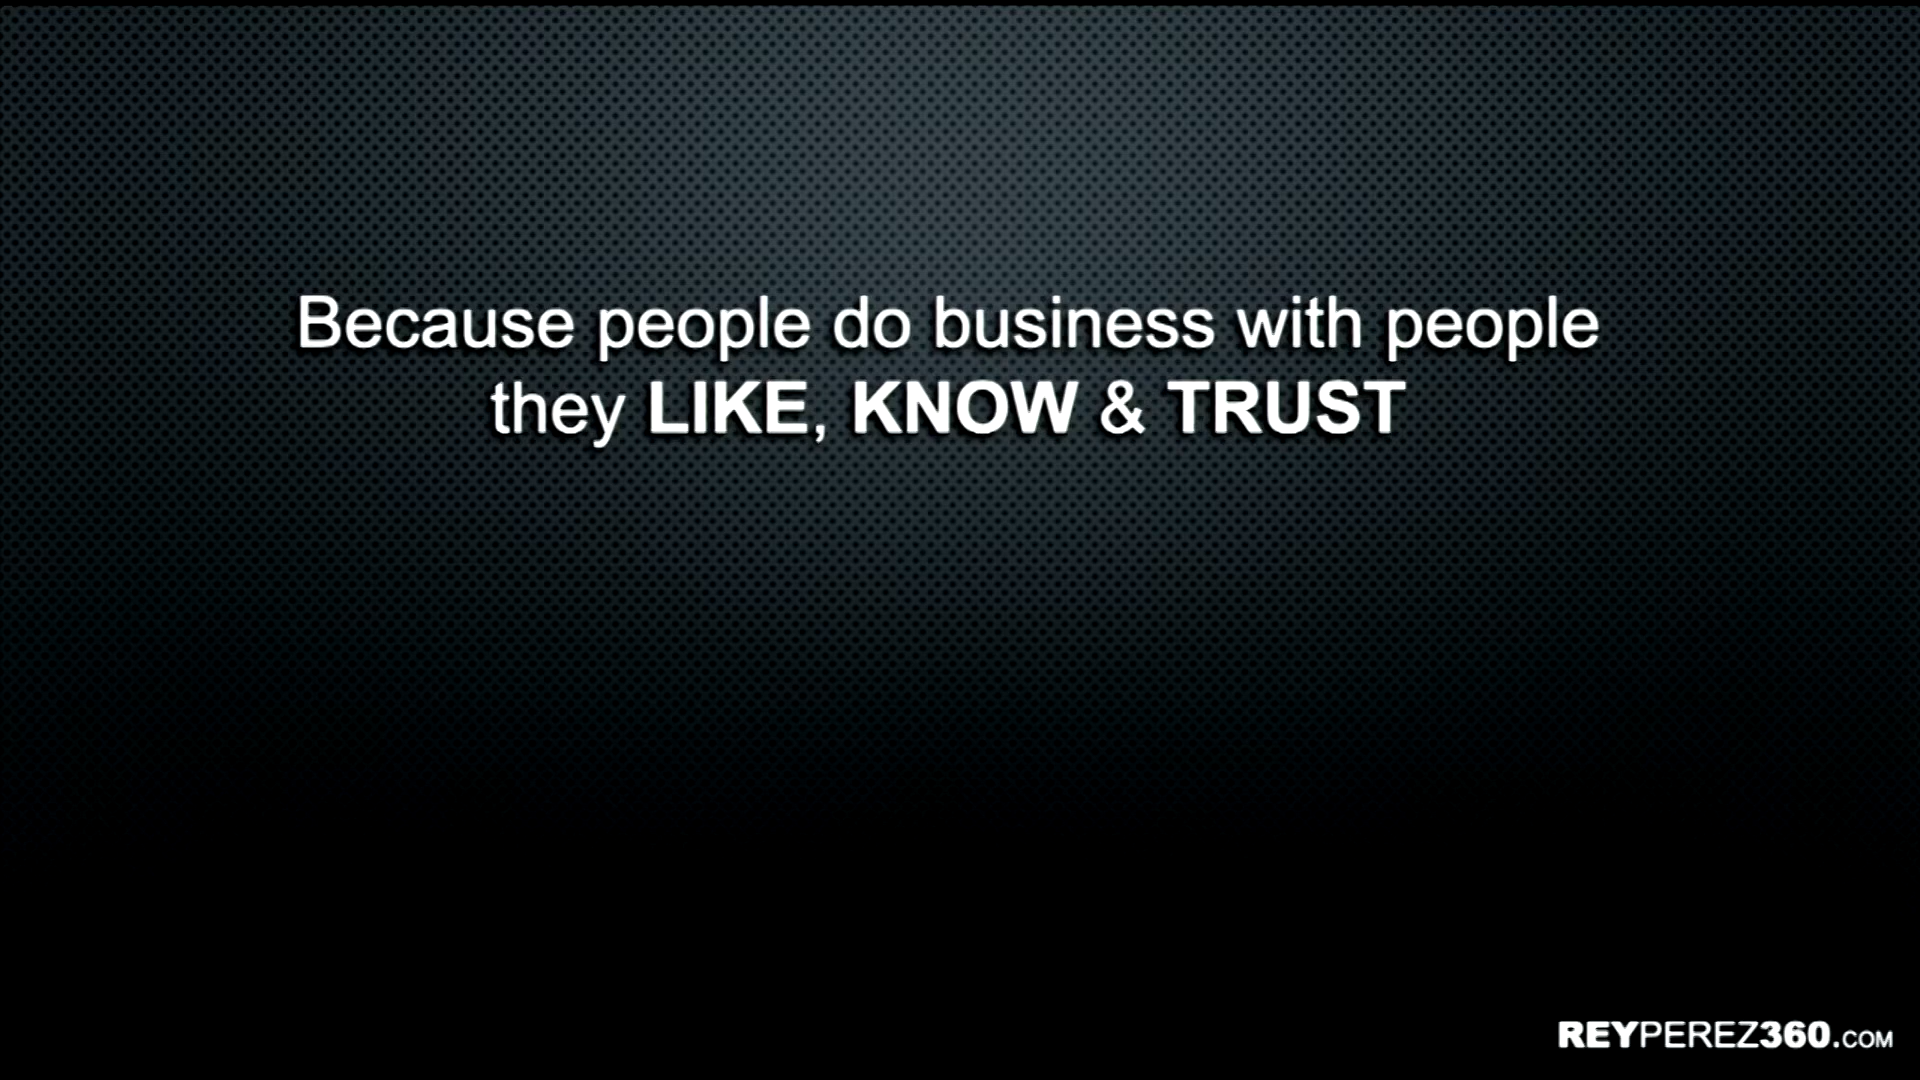 Because people do business with people
they LIKE, KNOW & TRUST
REYPEREZ360.COM